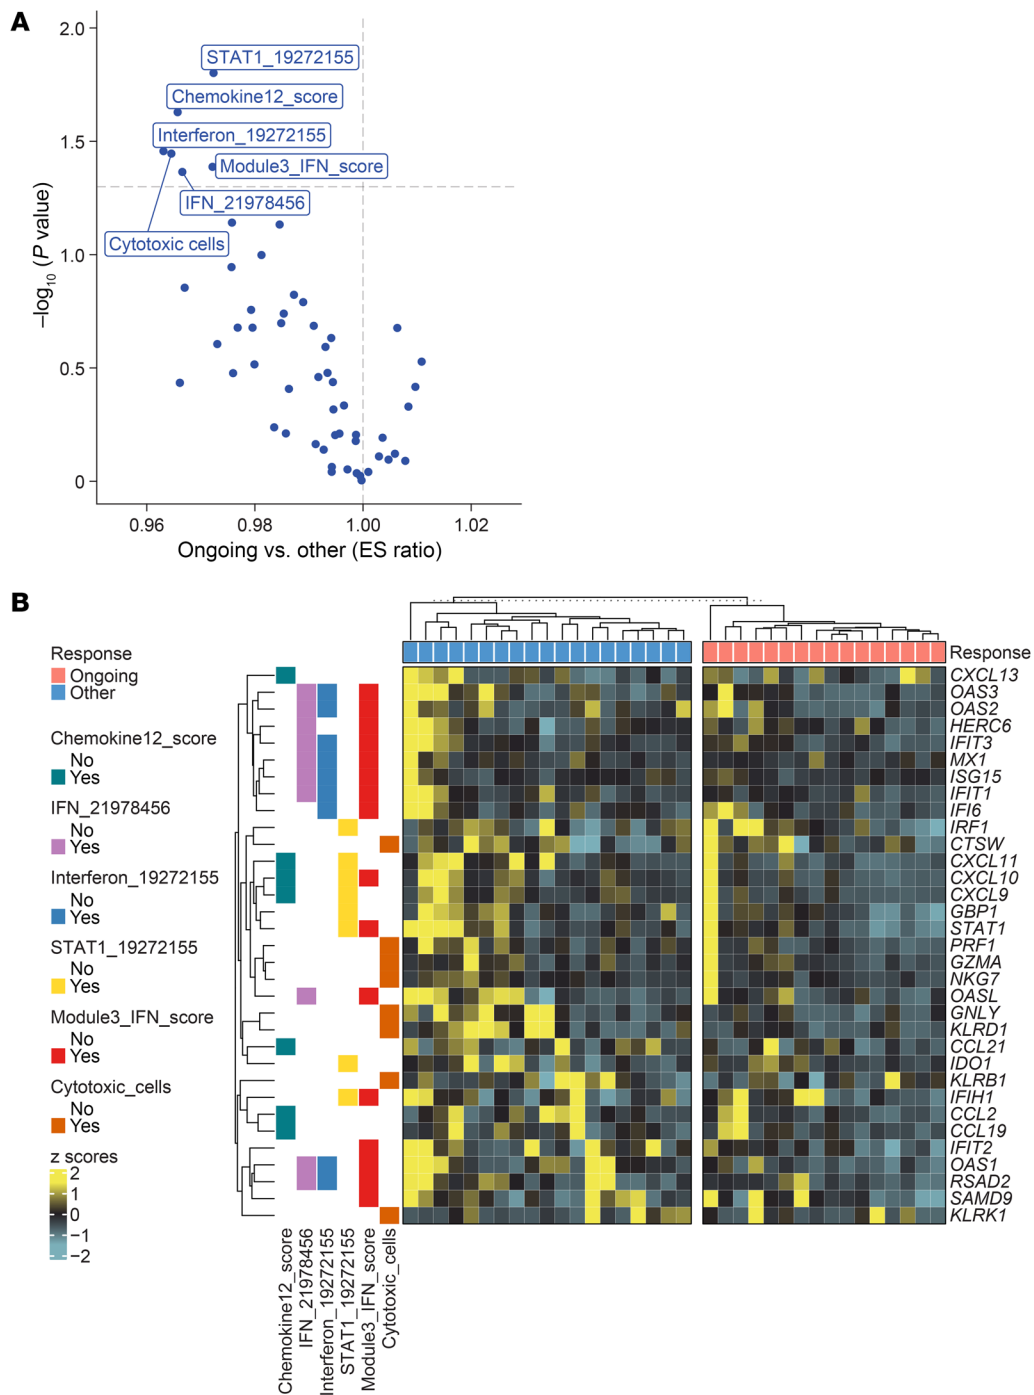 A
2.0
1.5
1.0
0.5
0
–log10 (P value)
STAT1_19272155
Chemokine12_score
Interferon_19272155
Module3_IFN_score
IFN_21978456
Cytotoxic cells
0.96
0.98
1.00
1.02
Ongoing vs. other (ES ratio)
B
Response
Ongoing
Other
Chemokine12_score
No
Yes
IFN_21978456
No
Yes
Interferon_19272155
No
Yes
STAT1_19272155
No
Yes
Module3_IFN_score
No
Yes
Cytotoxic_cells
No
Yes
z scores
2
1
0
–1
–2
Chemokine12_score
IFN_21978456
Interferon_19272155
STAT1_19272155
Module3_IFN_score
Cytotoxic_cells
Response
CXCL13
OAS3
OAS2
HERC6
IFIT3
MX1
ISG15
IFIT1
IFI6
IRF1
CTSW
CXCL11
CXCL10
CXCL9
GBP1
STAT1
PRF1
GZMA
NKG7
OASL
GNLY
KLRD1
CCL21
IDO1
KLRB1
IFIH1
CCL2
CCL19
IFIT2
OAS1
RSAD2
SAMD9
KLRK1